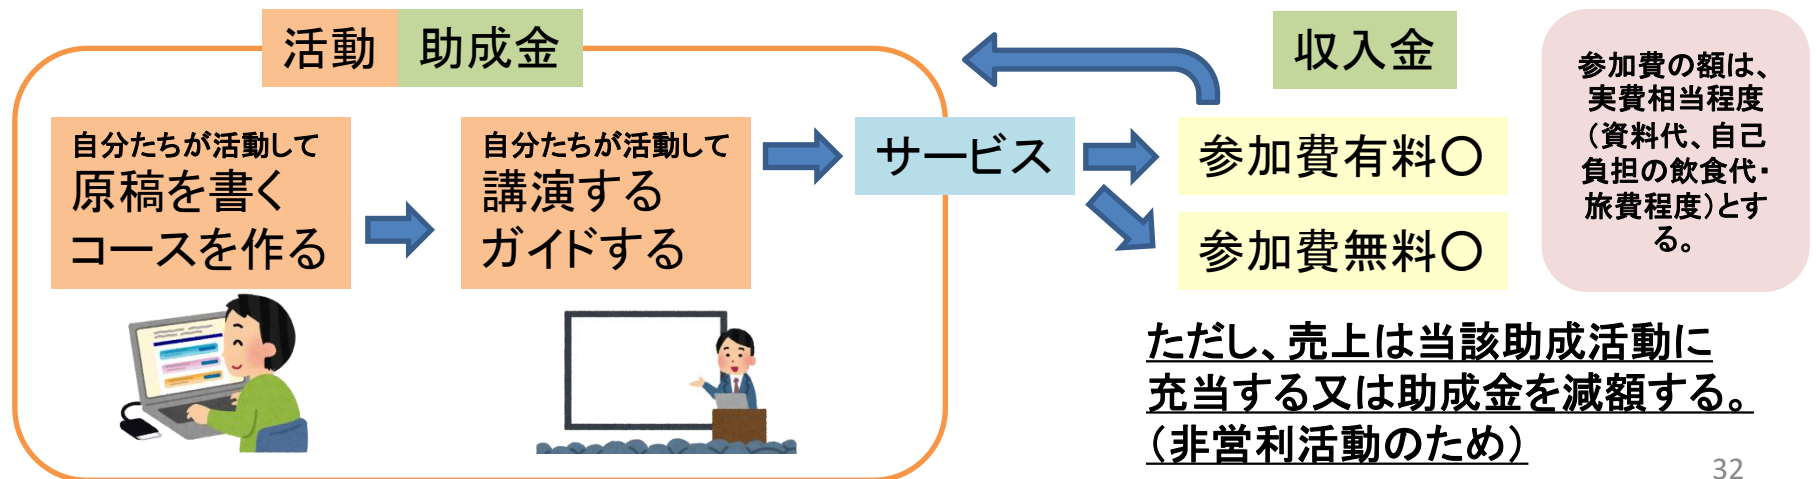 活動 助成金
自分たちが活動して
原稿を書く
コースを作る
自分たちが活動して
講演する
ガイドする
サービス
収入金
参加費有料〇
参加費無料〇
参加費の額は、
実費相当程度
（資料代、自己
負担の飲食代・
旅費程度）とす
る。
ただし、売上は当該助成活動に
充当する又は助成金を減額する。
（非営利活動のため）
32